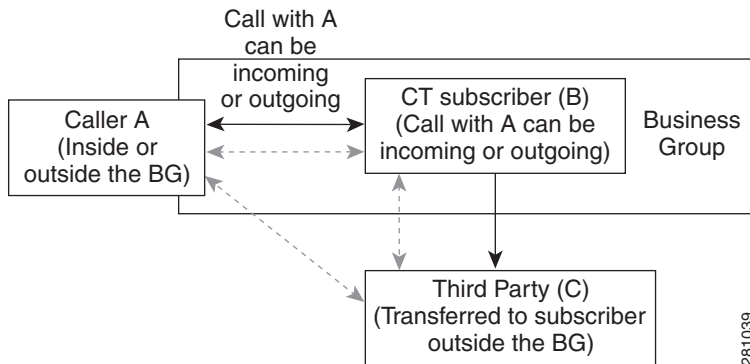 Call with A
can be
incoming
or outgoing
Caller A
(Inside or
outside the BG)
CT subscriber (B)
(Call with A can be
incoming or outgoing)
Business
Group
Third Party (C)
(Transferred to subscriber
outside the BG)
281039